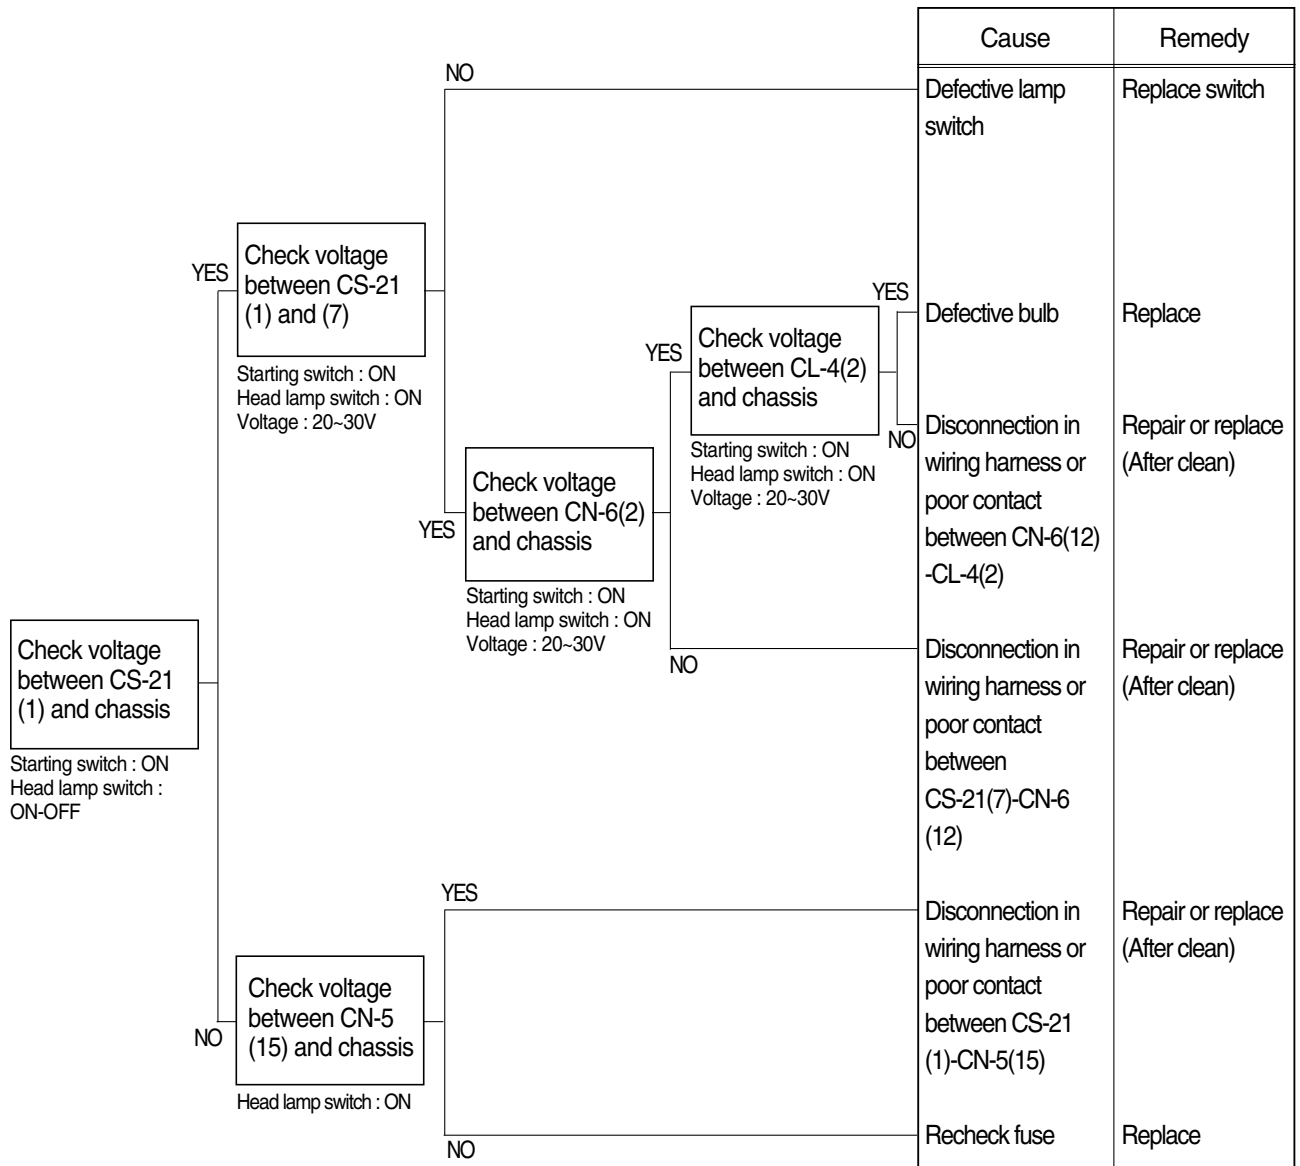 Cause
Remedy
NO
Defective lamp
switch
Replace switch
YES
Check voltage
between CS-21
(1) and (7)
Starting switch : ON
Head lamp switch : ON
Voltage : 20~30V
YES
Check voltage
between CL-4(2)
and chassis
YES
Defective bulb
Replace
Starting switch : ON
Head lamp switch : ON
Voltage : 20~30V
NO
Disconnection in
wiring harness or
poor contact
between CN-6(12)
-CL-4(2)
Repair or replace
(After clean)
YES
Check voltage
between CN-6(2)
and chassis
Starting switch : ON
Head lamp switch : ON
Voltage : 20~30V
NO
Disconnection in
wiring harness or
poor contact
between
CS-21(7)-CN-6
(12)
Repair or replace
(After clean)
Check voltage
between CS-21
(1) and chassis
Starting switch : ON
Head lamp switch :
ON-OFF
YES
Disconnection in
wiring harness or
poor contact
between CS-21
(1)-CN-5(15)
Repair or replace
(After clean)
NO
Check voltage
between CN-5
(15) and chassis
Head lamp switch : ON
NO
Recheck fuse
Replace